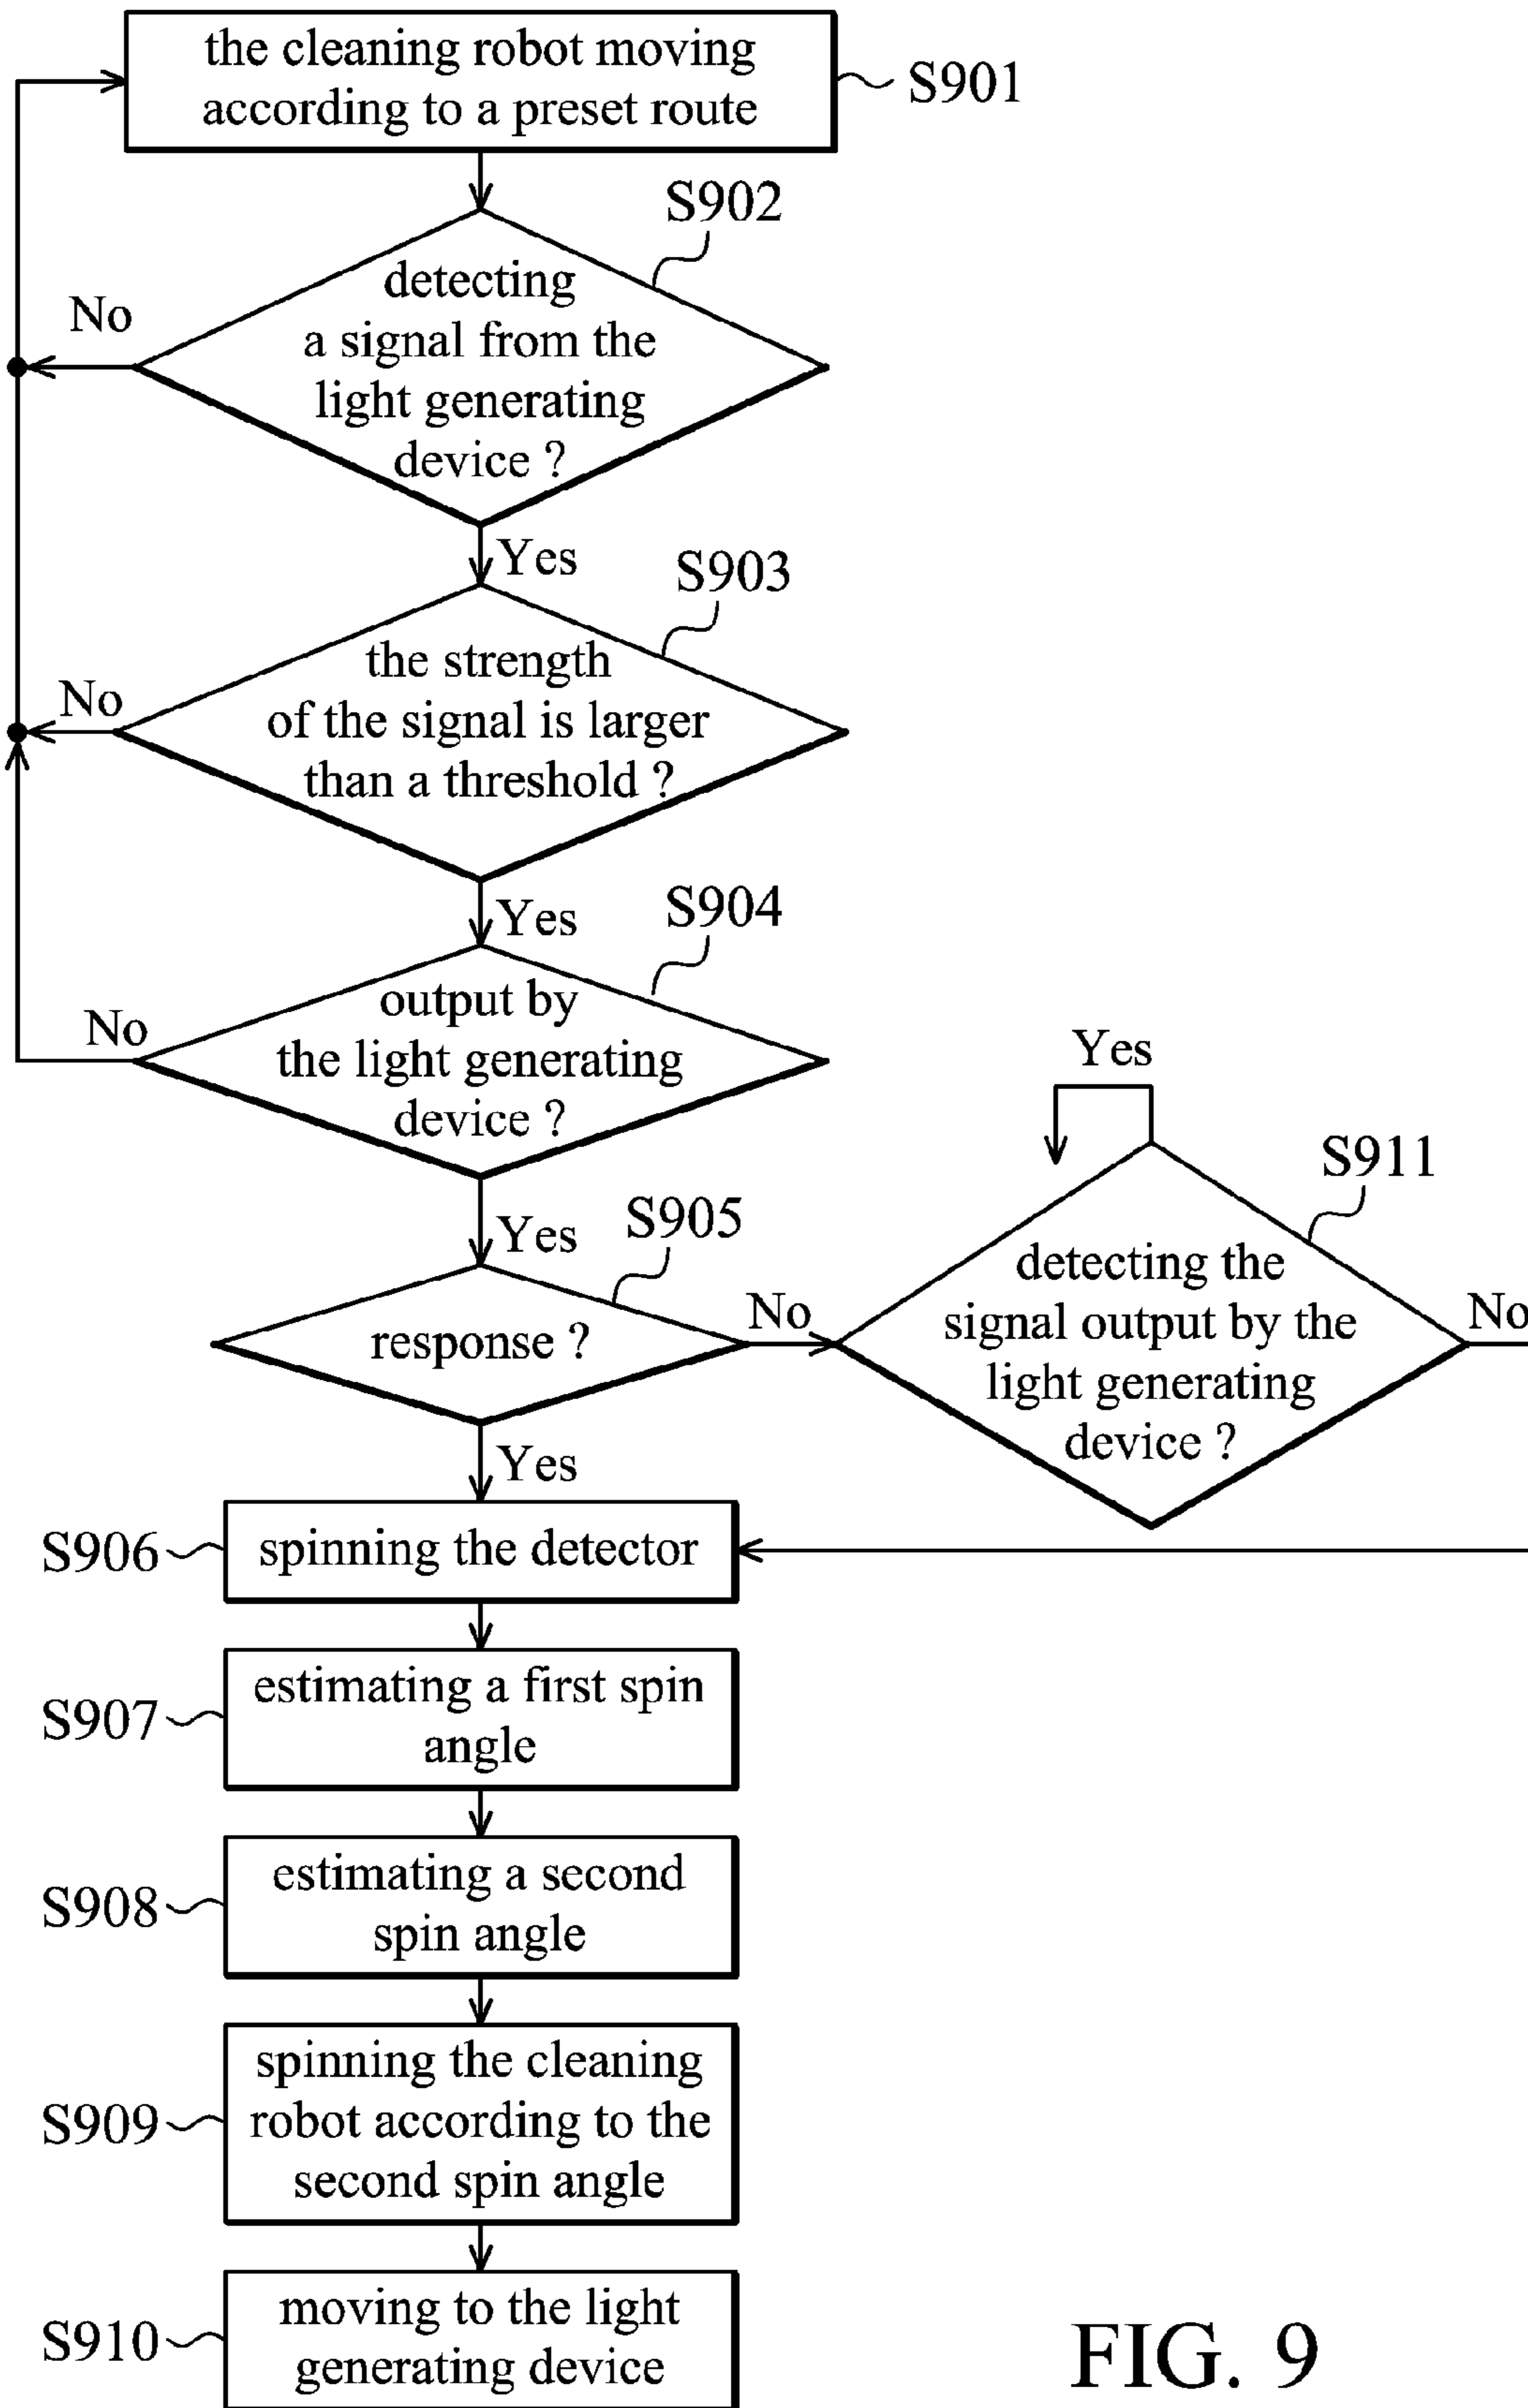 the cleaning robot moving
according to a preset route
S901
S902
detecting
a signal from the
light generating
device ?
No
Yes
S903
the strength
of the signal is larger
than a threshold ?
No
Yes
S904
output by
the light generating
device ?
No
Yes
S905
response ?
No
Yes
Yes
S911
detecting the
signal output by the
light generating
device ?
No
S906
spinning the detector
S907
estimating a first spin
angle
S908
estimating a second
spin angle
S909
spinning the cleaning
robot according to the
second spin angle
S910
moving to the light
generating device
FIG. 9